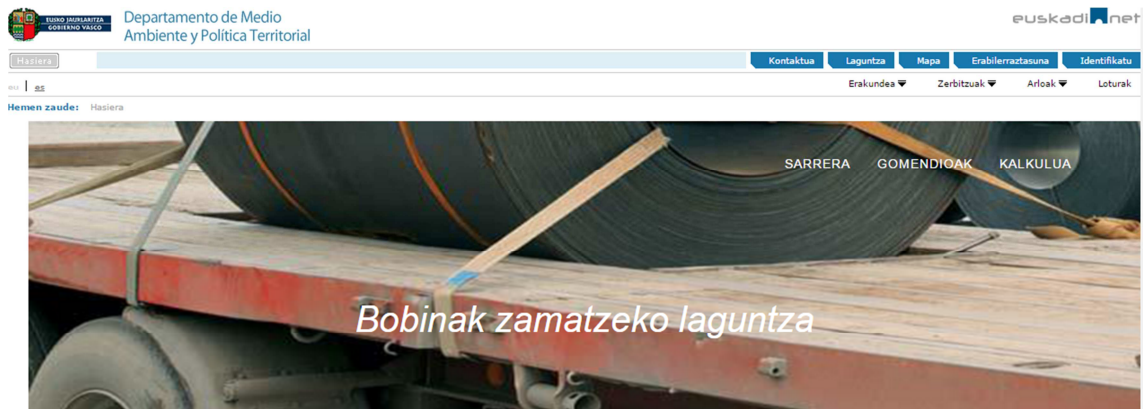 EUSKO JAURLARITZA
GOBIERNO VASCO
Departamento de Medio
Ambiente y Política Territorial
euskadi net
Hasiera
Kontaktua Laguntza Mapa Erabilerraztasuna Identifikatu
eu | es
Erakundea Zerbitzuak Arloak Loturak
Hemen zaude: Hasiera
SARRERA GOMENDIOAK KALKULUA
Bobinak zamatzeko laguntza